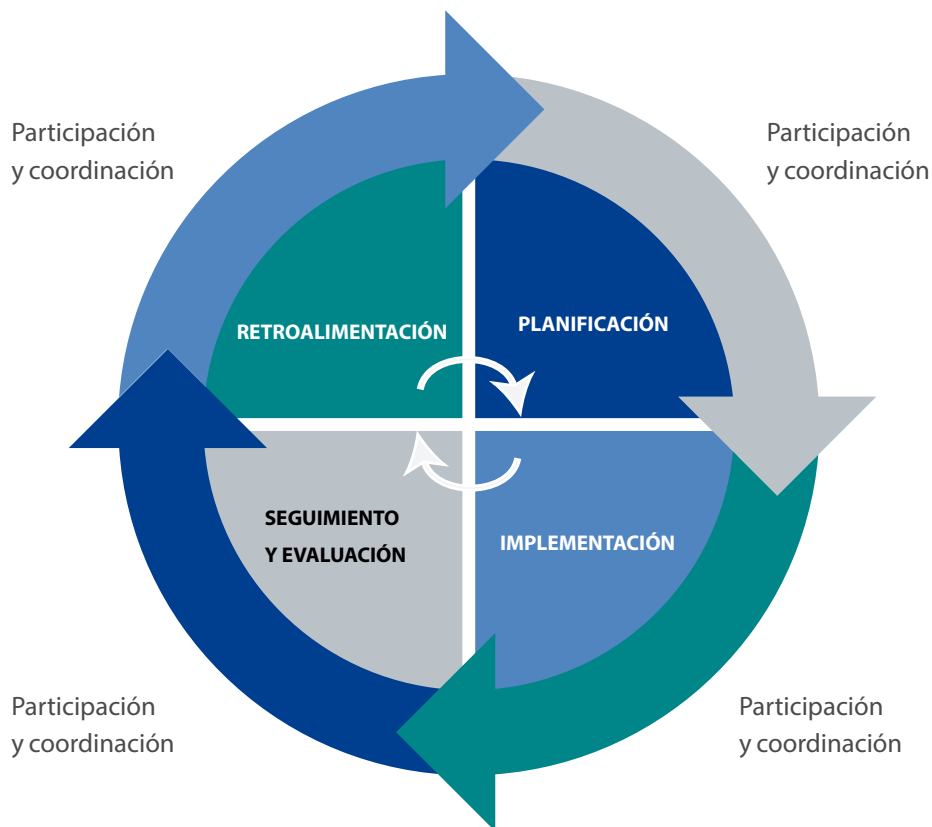 Participación
y coordinación
Participación
y coordinación
RETROALIMENTACIÓN
PLANIFICACIÓN
SEGUIMIENTO
Y EVALUACIÓN
IMPLEMENTACIÓN
Participación
y coordinación
Participación
y coordinación